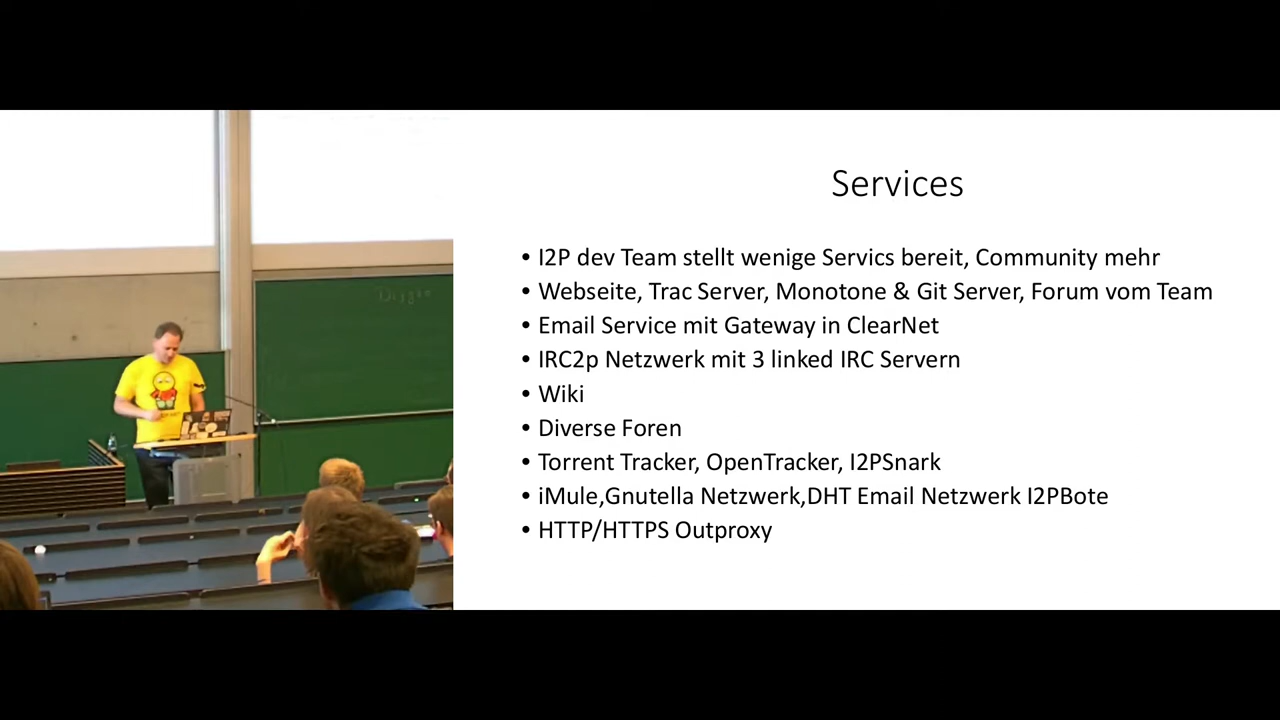 Services
• I2P dev Team stellt wenige Servics bereit, Community mehr
• Webseite, Trac Server, Monotone & Git Server, Forum vom Team
• Email Service mit Gateway in ClearNet
• IRC2p Netzwerk mit 3 linked IRC Servern
• Wiki
• Diverse Foren
• Torrent Tracker, OpenTracker, I2PSnark
• iMule,Gnutella Netzwerk,DHT Email Netzwerk I2PBote
• HTTP/HTTPS Outproxy